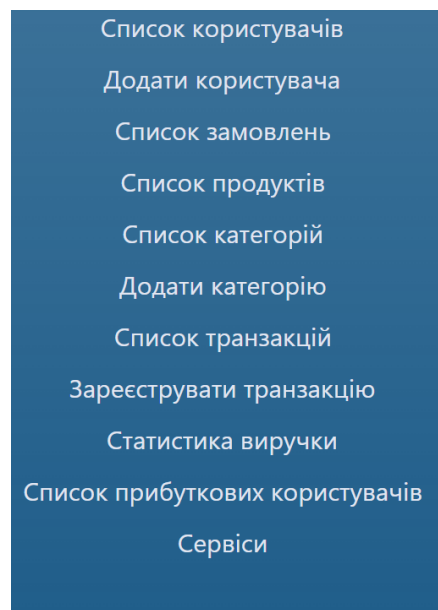 Список користувачів
Додати користувача
Список замовлень
Список продуктів
Список категорій
Додати категорію
Список транзакцій
Зареєструвати транзакцію
Статистика виручки
Список прибуткових користувачів
Сервіси